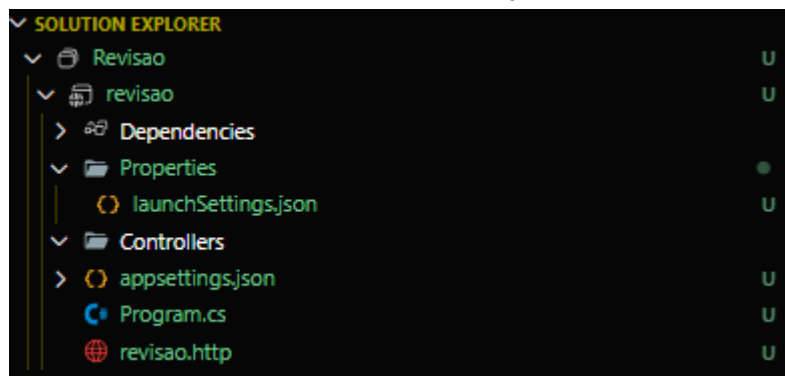 SOLUTION EXPLORER
Revisao U
revisao U
Dependencies
Properties
launchSettings.json U
Controllers
appsettings.json U
Program.cs U
revisao.http U